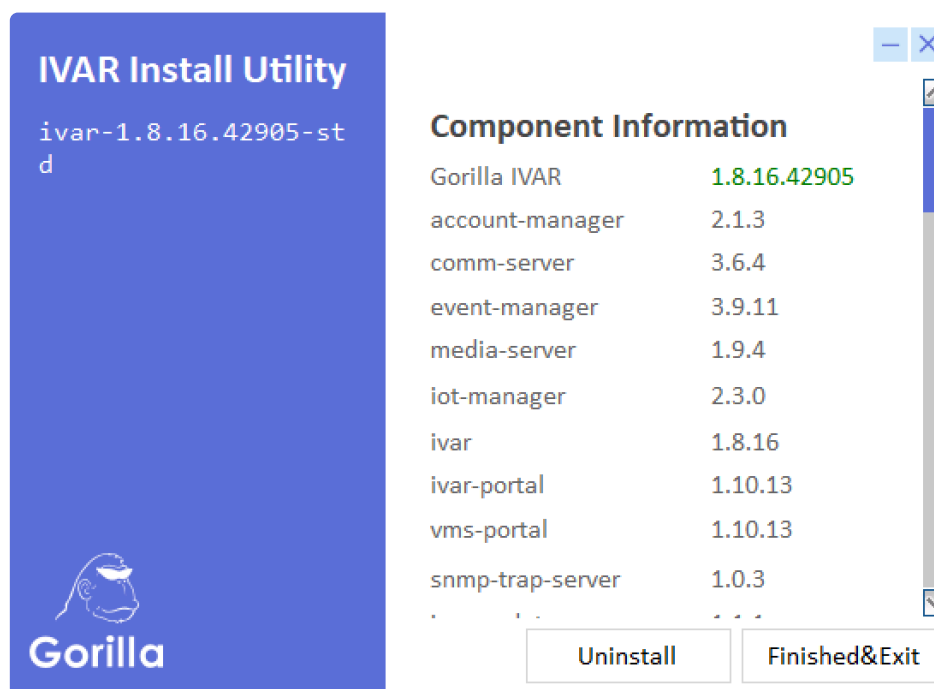 IVAR Install Utility
ivar-1.8.16.42905-st
d
Component Information
Gorilla IVAR 1.8.16.42905
account-manager 2.1.3
comm-server 3.6.4
event-manager 3.9.11
media-server 1.9.4
iot-manager 2.3.0
ivar 1.8.16
ivar-portal 1.10.13
vms-portal 1.10.13
snmp-trap-server 1.0.3
Gorilla
Uninstall Finished&Exit